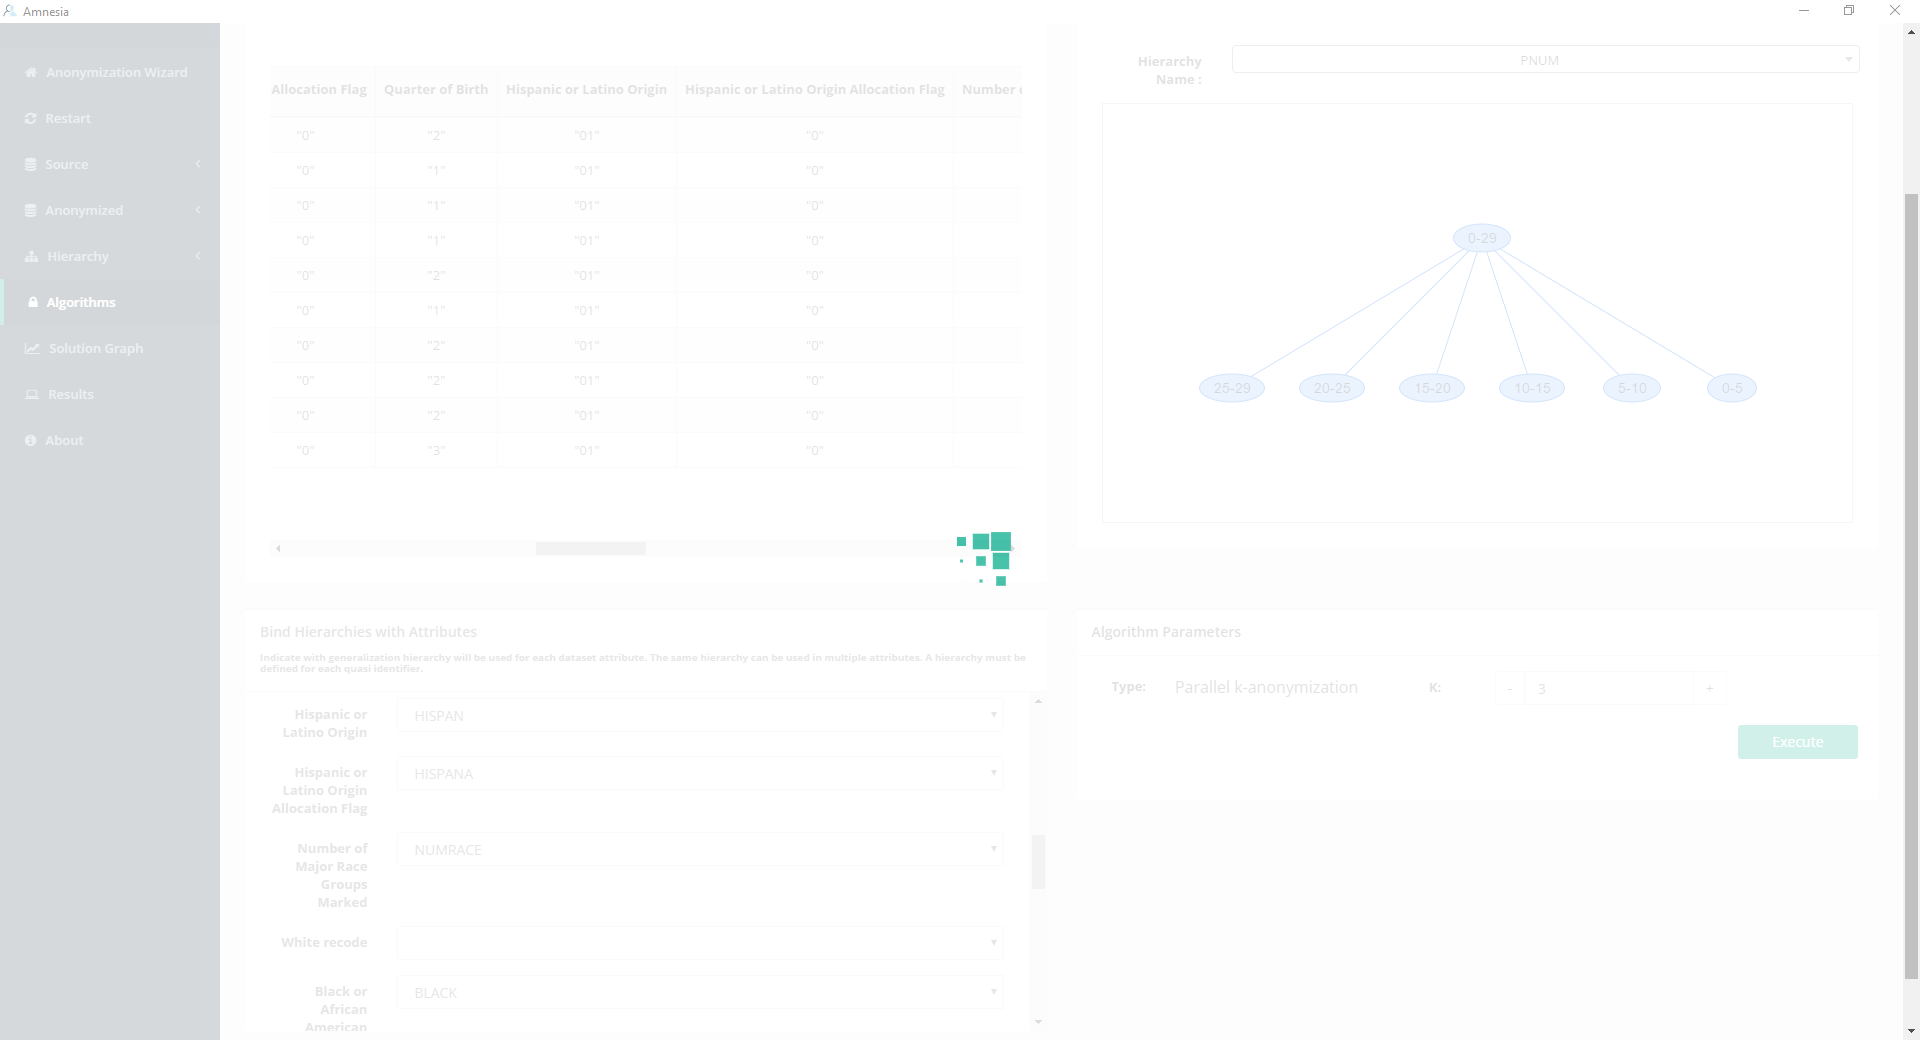 Amnesia
Anonymization Wizard
Restart
Source
Anonymized
Hierarchy
Algorithms
Solution Graph
Results
About
Allocation Flag Quarter of Birth Hispanic or Latino Origin Hispanic or Latino Origin Allocation Flag Number
"0" "2" "01" "0"
"0" "1" "01" "0"
"0" "1" "01" "0"
"0" "1" "01" "0"
"0" "2" "01" "0"
"0" "1" "01" "0"
"0" "2" "01" "0"
"0" "2" "01" "0"
"0" "2" "01" "0"
"0" "3" "01" "0"
Hierarchy
Name :
PNUM
0-29
25-29 20-25 15-20 10-15 5-10 0-5
Bind Hierarchies with Attributes
Indicate with generalization hierarchy will be used for each dataset attribute. The same hierarchy can be used in multiple attributes. A hierarchy must be
defined for each quasi identifier.
Hispanic or
Latino Origin
HISPAN
Hispanic or
Latino Origin
Allocation Flag
HISPANA
Number of
Major Race
Groups
Marked
NUMRACE
White recode
Black or
African
American
BLACK
Algorithm Parameters
Type: Parallel k-anonymization K: - 3 +
Execute